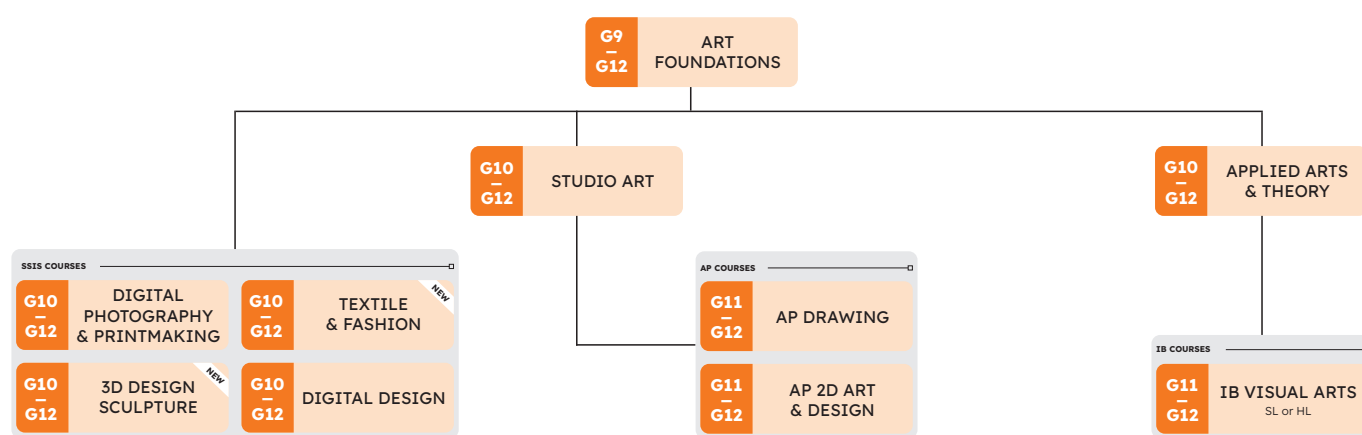 G9
–
G12
ART
FOUNDATIONS
G10
–
G12
STUDIO ART
G10
–
G12
APPLIED ARTS
& THEORY
SSIS COURSES
G10
–
G12
DIGITAL
PHOTOGRAPHY
& PRINTMAKING
G10
–
G12
TEXTILE
& FASHION
NEW
G10
–
G12
3D DESIGN
SCULPTURE
NEW
G10
–
G12
DIGITAL DESIGN
AP COURSES
G11
–
G12
AP DRAWING
G11
–
G12
AP 2D ART
& DESIGN
IB COURSES
G11
–
G12
IB VISUAL ARTS
SL or HL